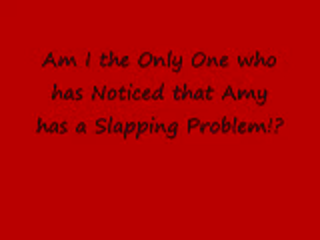 Am I the Only One who
has Noticed that Amy
has a Slapping Problem!?